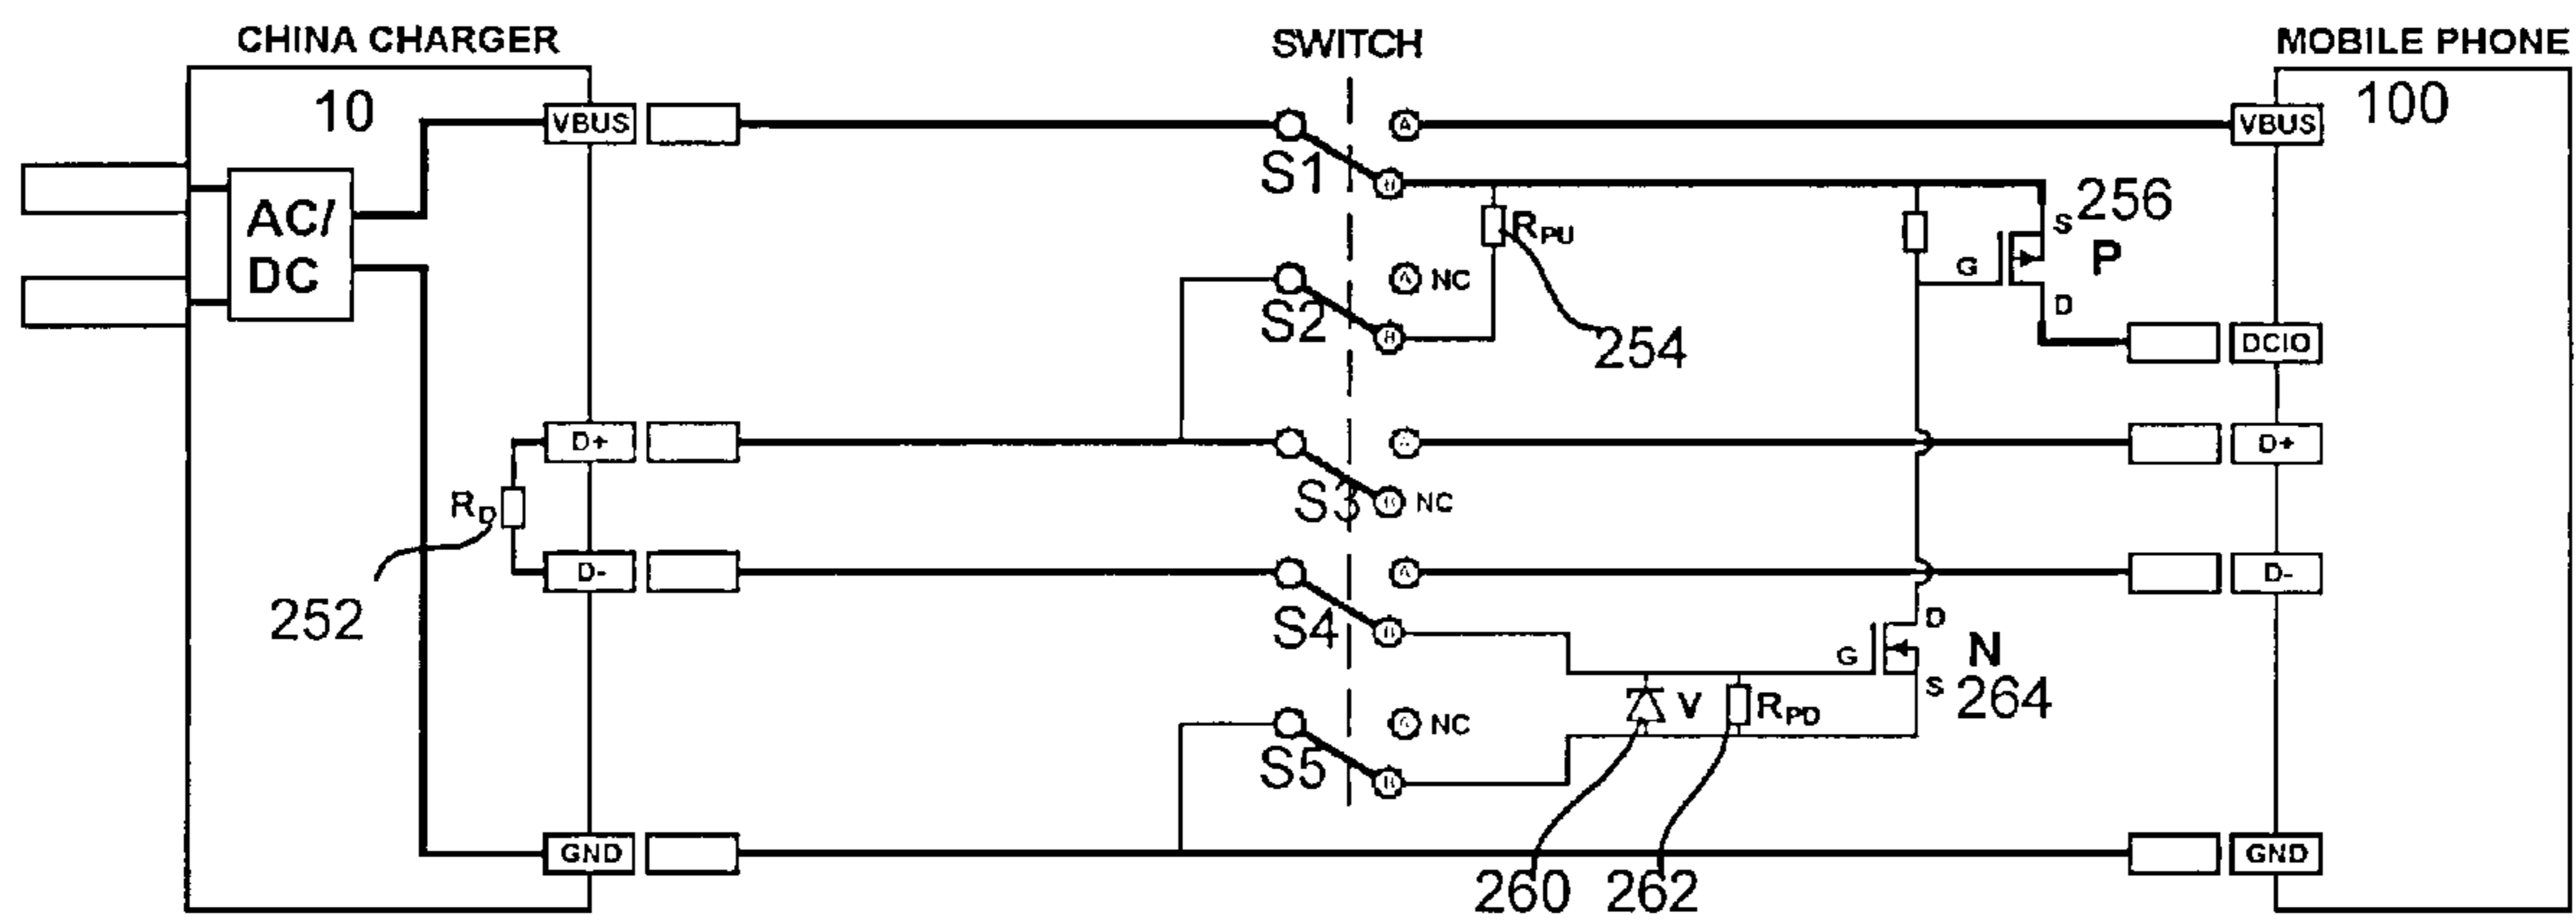 CHINA CHARGER
SWITCH
MOBILE PHONE
10
100
VBUS
A
VBUS
S1
B
AC/
DC
RPU
S
256
G
P
D
A NC
S2
B
254
DCIO
D+
A
D+
RD
S3
B NC
D-
A
D-
252
S4
B
D
G
N
S
264
A NC
V
RPD
S5
B
GND
GND
260
262